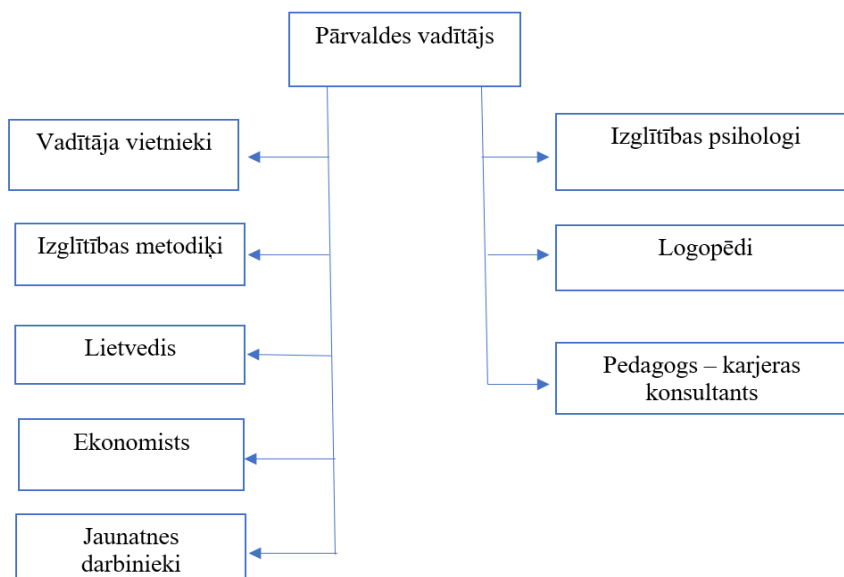 Pārvaldes vadītājs
Vadītāja vietnieki
Izglītības metodiķi
Lietvedis
Ekonomists
Jaunatnes
darbinieki
Izglītības psihologi
Logopēdi
Pedagogs – karjeras
konsultants